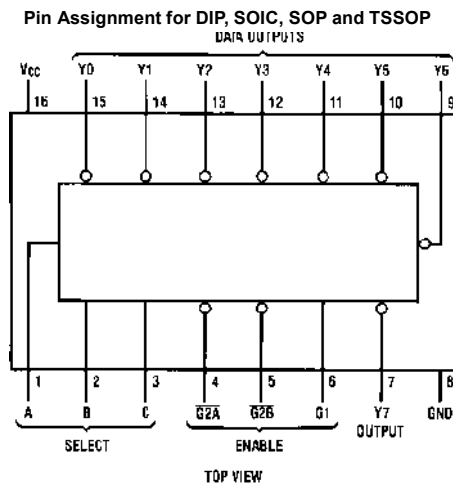 Pin Assignment for DIP, SOIC, SOP and TSSOP
DATA OUTPUTS
VCC Y0 Y1 Y2 Y3 Y4 Y5 Y6
16 15 14 13 12 11 10 9
1 2 3 4 5 6 7 8
A B C G2A G2B G1 Y7 GND
SELECT ENABLE OUTPUT
TOP VIEW